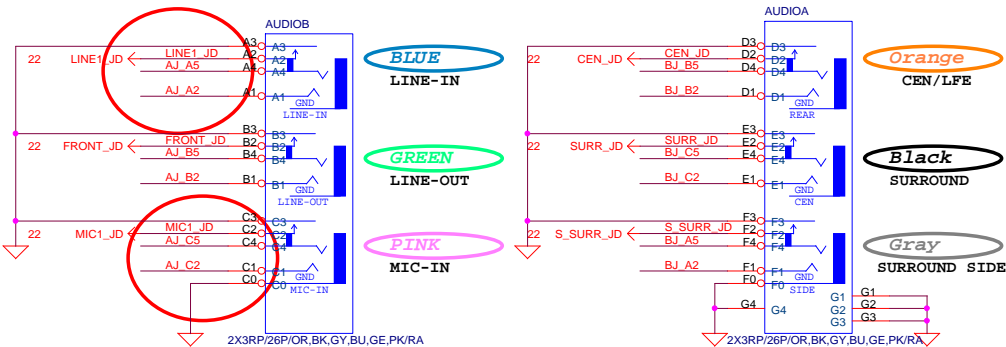 AUDIOB
A3
A3
22
LINE1_JD
LINE1_JD
A2
A2
AJ_A5
A4
A4
AJ_A2
A1
A1
GND
LINE-IN
BLUE
LINE-IN
B3
B3
22
FRONT_JD
FRONT_JD
B2
B2
AJ_B5
B4
B4
AJ_B2
B1
B1
GND
LINE-OUT
GREEN
LINE-OUT
C3
C3
22
MIC1_JD
MIC1_JD
C2
C2
AJ_C5
C4
C4
AJ_C2
C1
C1
GND
C0
C0
MIC-IN
PINK
MIC-IN
2X3RP/26P/OR,BK,GY,BU,GE,PK/RA
AUDIOA
D3
D3
22
CEN_JD
CEN_JD
D2
D2
BJ_B5
D4
D4
BJ_B2
D1
D1
GND
REAR
Orange
CEN/LFE
E3
E3
22
SURR_JD
SURR_JD
E2
E2
BJ_C5
E4
E4
BJ_C2
E1
E1
GND
CEN
Black
SURROUND
F3
F3
22
S_SURR_JD
S_SURR_JD
F2
F2
BJ_A5
F4
F4
BJ_A2
F1
F1
GND
F0
F0
SIDE
Gray
SURROUND SIDE
G4
G4
G1
G1
G2
G2
G3
G3
2X3RP/26P/OR,BK,GY,BU,GE,PK/RA